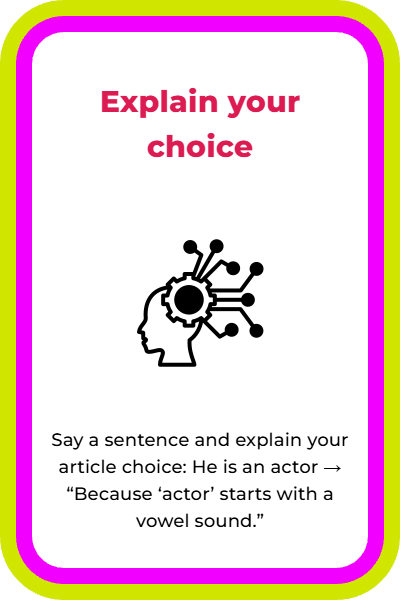 Explain your
choice
Say a sentence and explain your
article choice: He is an actor →
“Because ‘actor’ starts with a
vowel sound.”